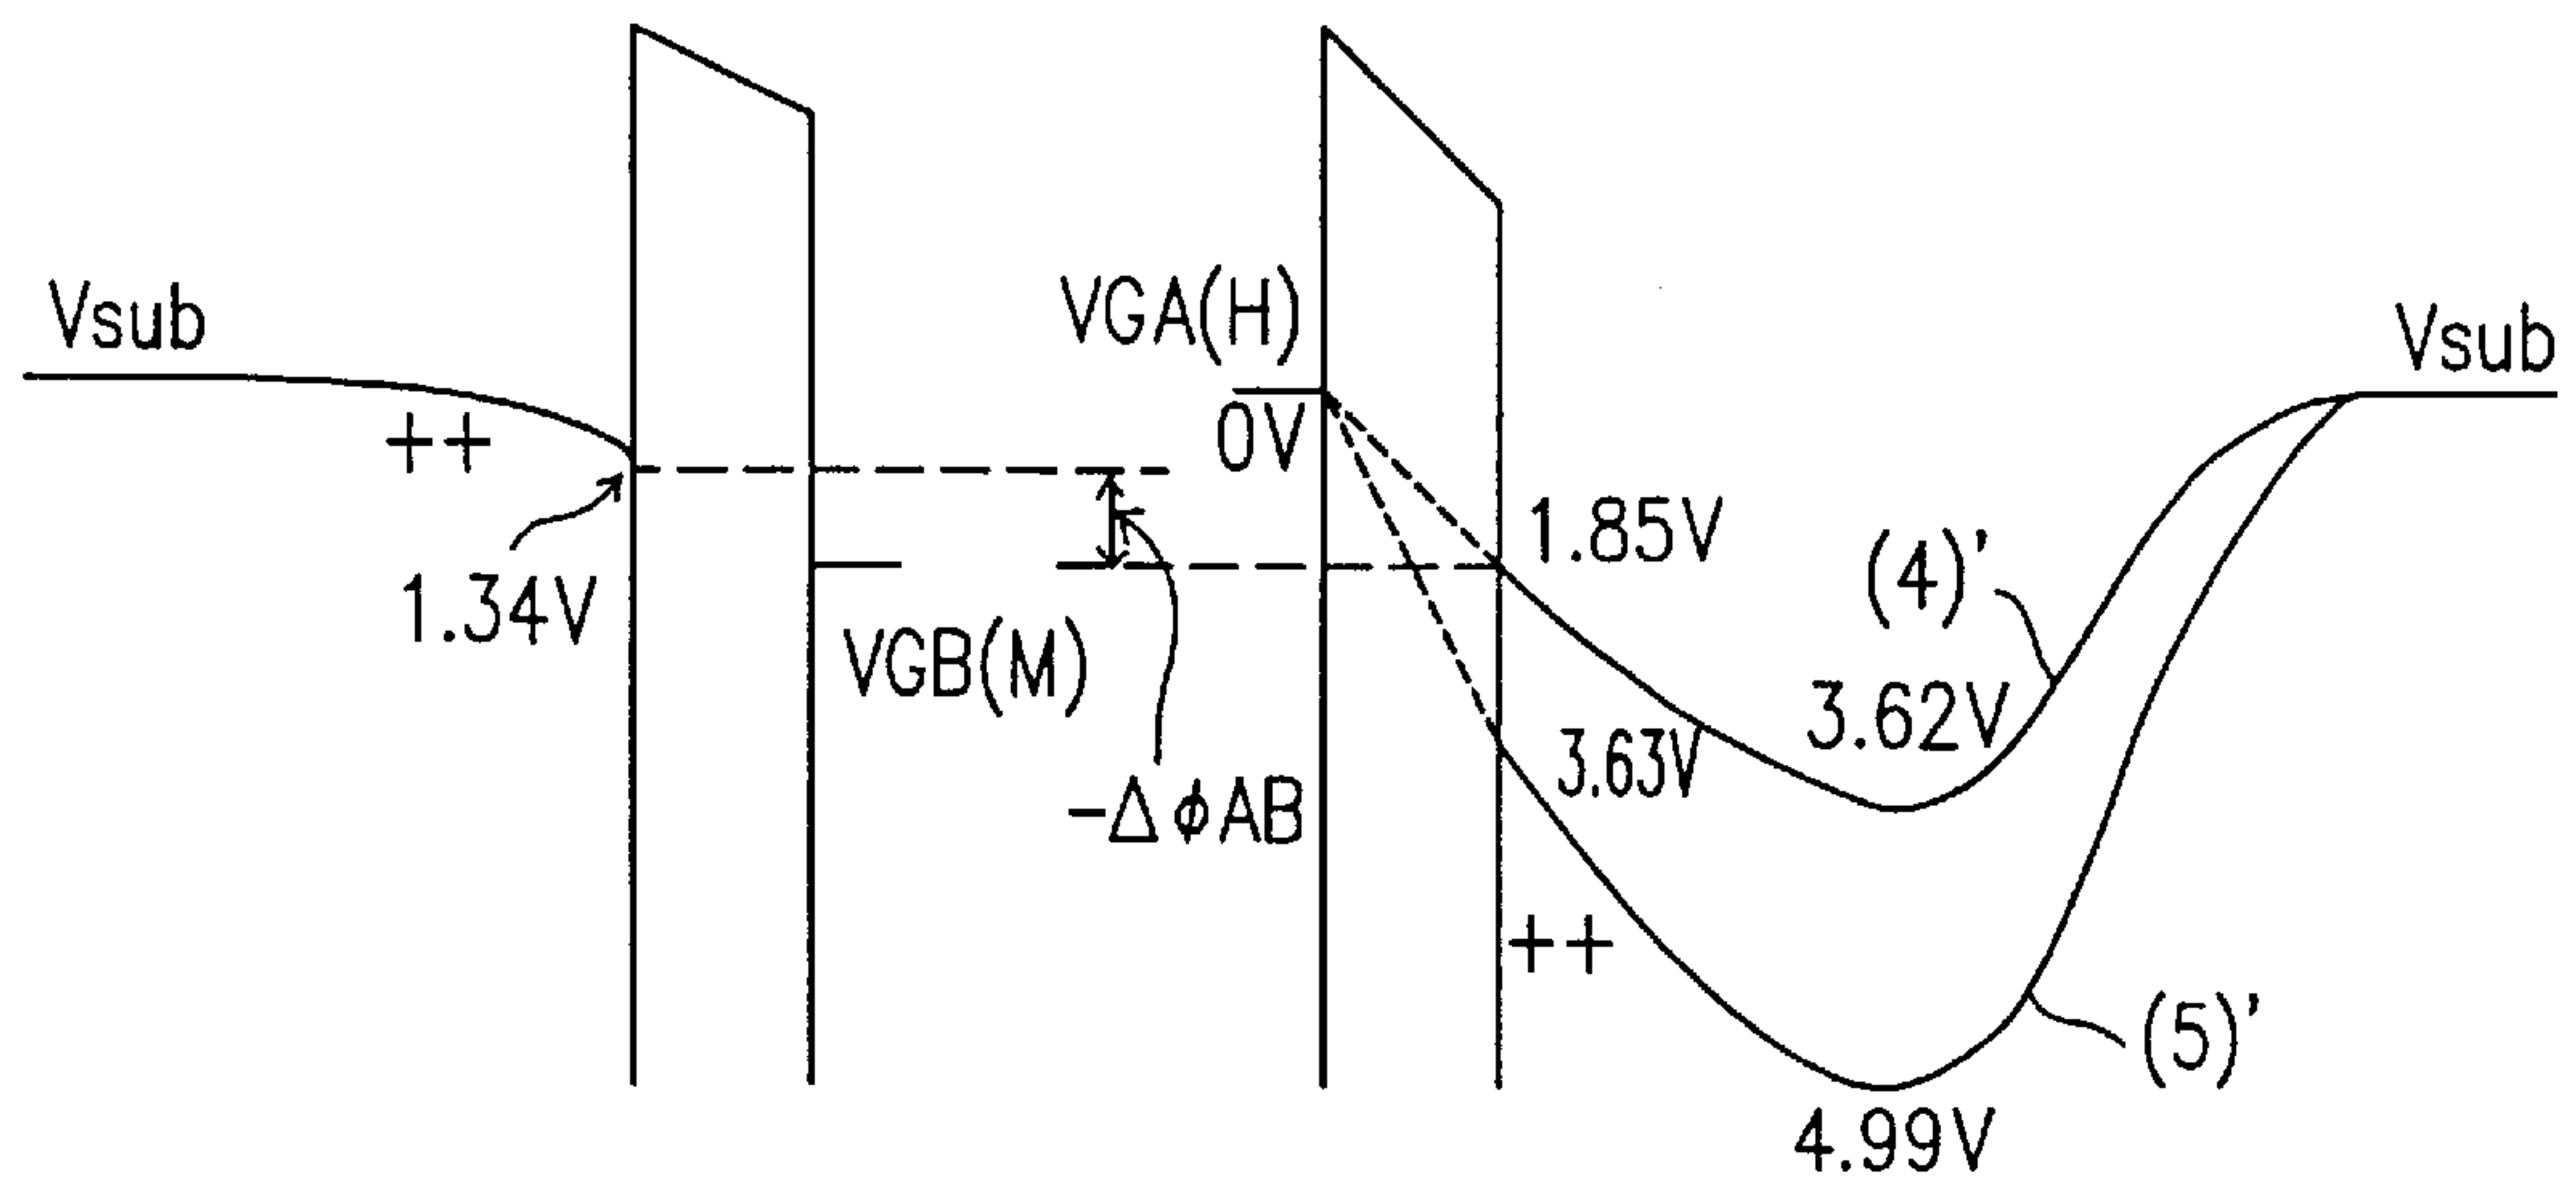 Vsub
++
1.34V
VGB(M)
VGA(H)
0V
-ΔφAB
1.85V
3.63V
3.62V
++
4.99V
(4)'
(5)'
Vsub